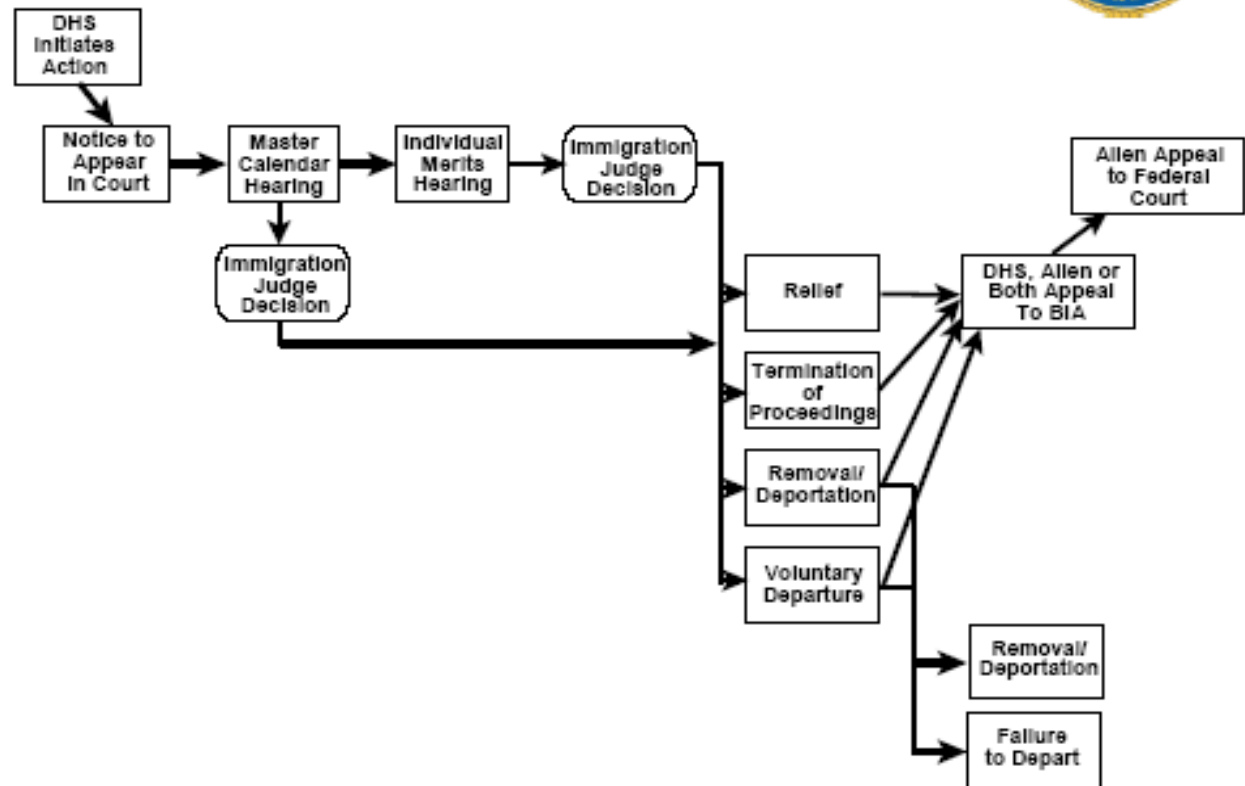 DHS
Initiates
Action
Notice to
Appear
In Court
Master
Calendar
Hearing
Individual
Merits
Hearing
Immigration
Judge
Decision
Immigration
Judge
Decision
Relief
Termination
of
Proceedings
Removal/
Deportation
Voluntary
Departure
DHS, Alien or
Both Appeal
To BIA
Alien Appeal
to Federal
Court
Removal/
Deportation
Failure
to Depart